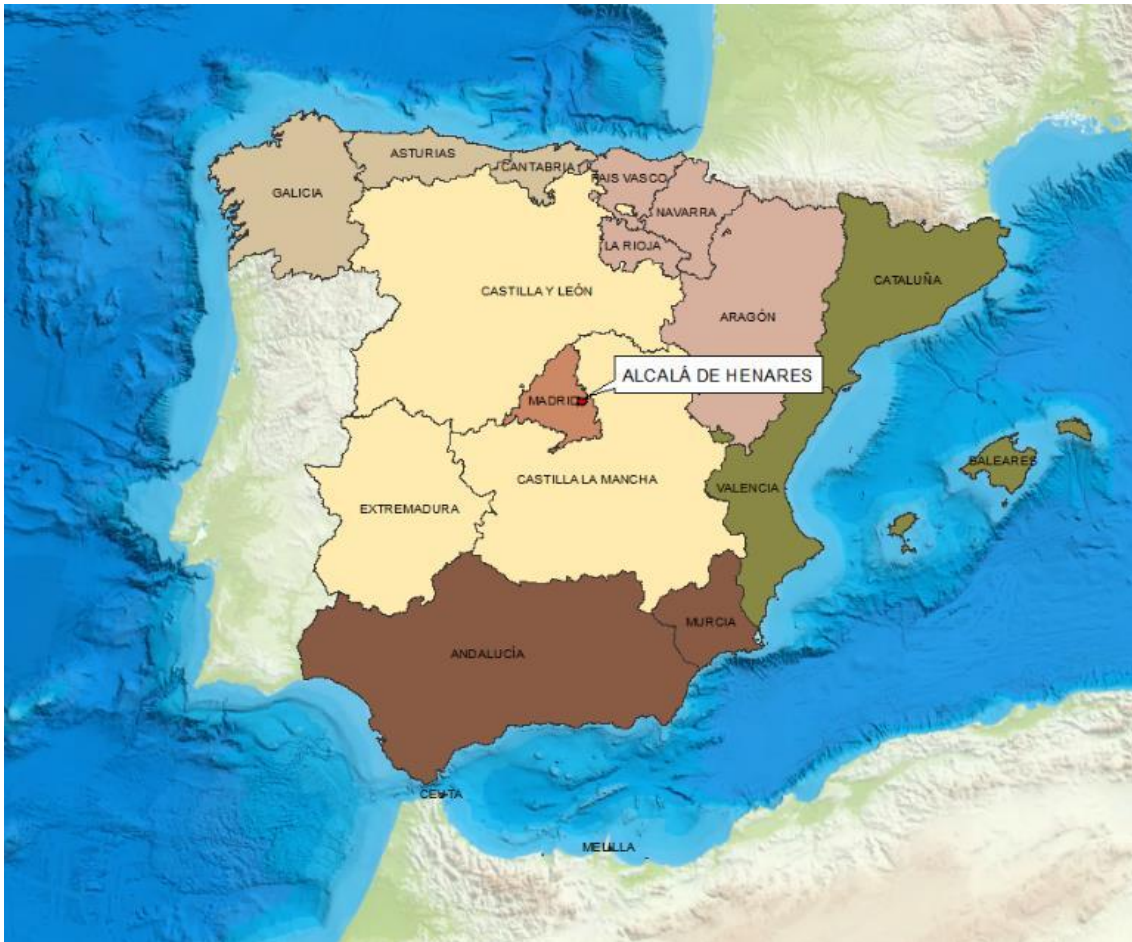 ASTURIAS
CANTABRIA
PAIS VASCO
GALICIA
NAVARRA
LA RIOJA
CATALUÑA
CASTILLA Y LEÓN
ARAGÓN
ALCALÁ DE HENARES
MADRID
BALEARES
CASTILLA LA MANCHA
VALENCIA
EXTREMADURA
MURCIA
ANDALUCÍA
CEUTA
MELILLA